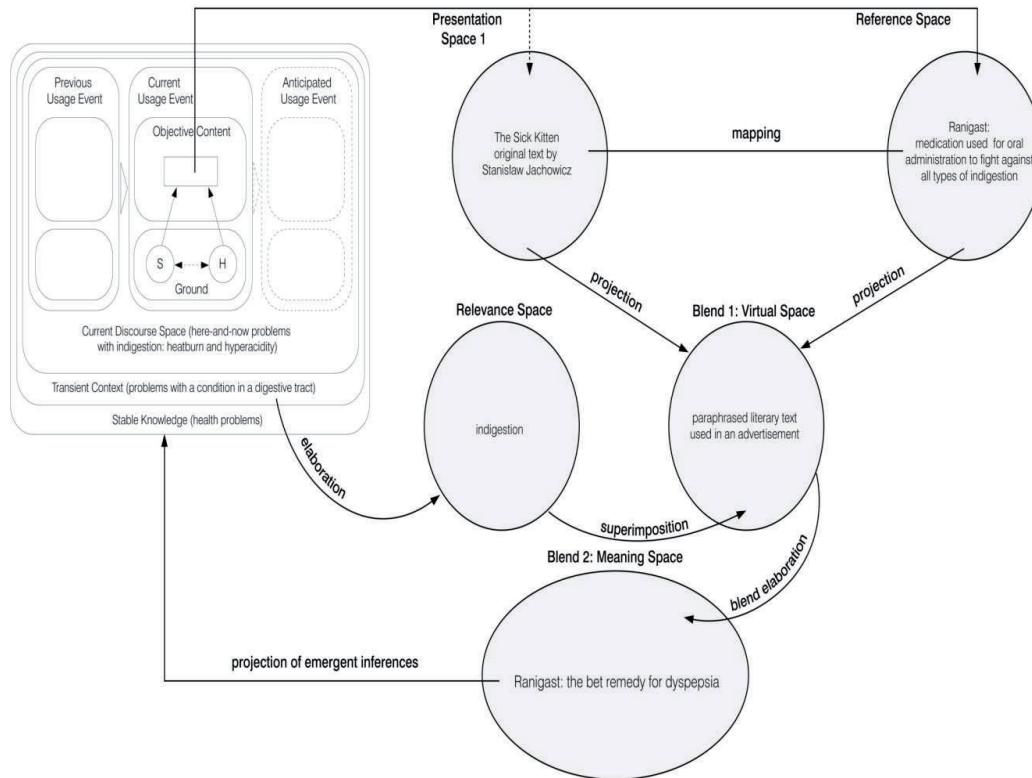 Presentation
Space 1
Reference Space
Previous
Usage Event
Current
Usage Event
Anticipated
Usage Event
Objective Content
S
H
Ground
Current Discourse Space (here-and-now problems
with indigestion: heatburn and hyperacidity)
Transient Context (problems with a condition in a digestive tract)
Stable Knowledge (health problems)
The Sick Kitten
original text by
Stanisław Jachowicz
mapping
Ranigast:
medication used for oral
administration to fight against
all types of indigestion
projection
projection
Relevance Space
Blend 1: Virtual Space
indigestion
paraphrased literary text
used in an advertisement
elaboration
superimposition
blend elaboration
Blend 2: Meaning Space
Ranigast: the bet remedy for dyspepsia
projection of emergent inferences